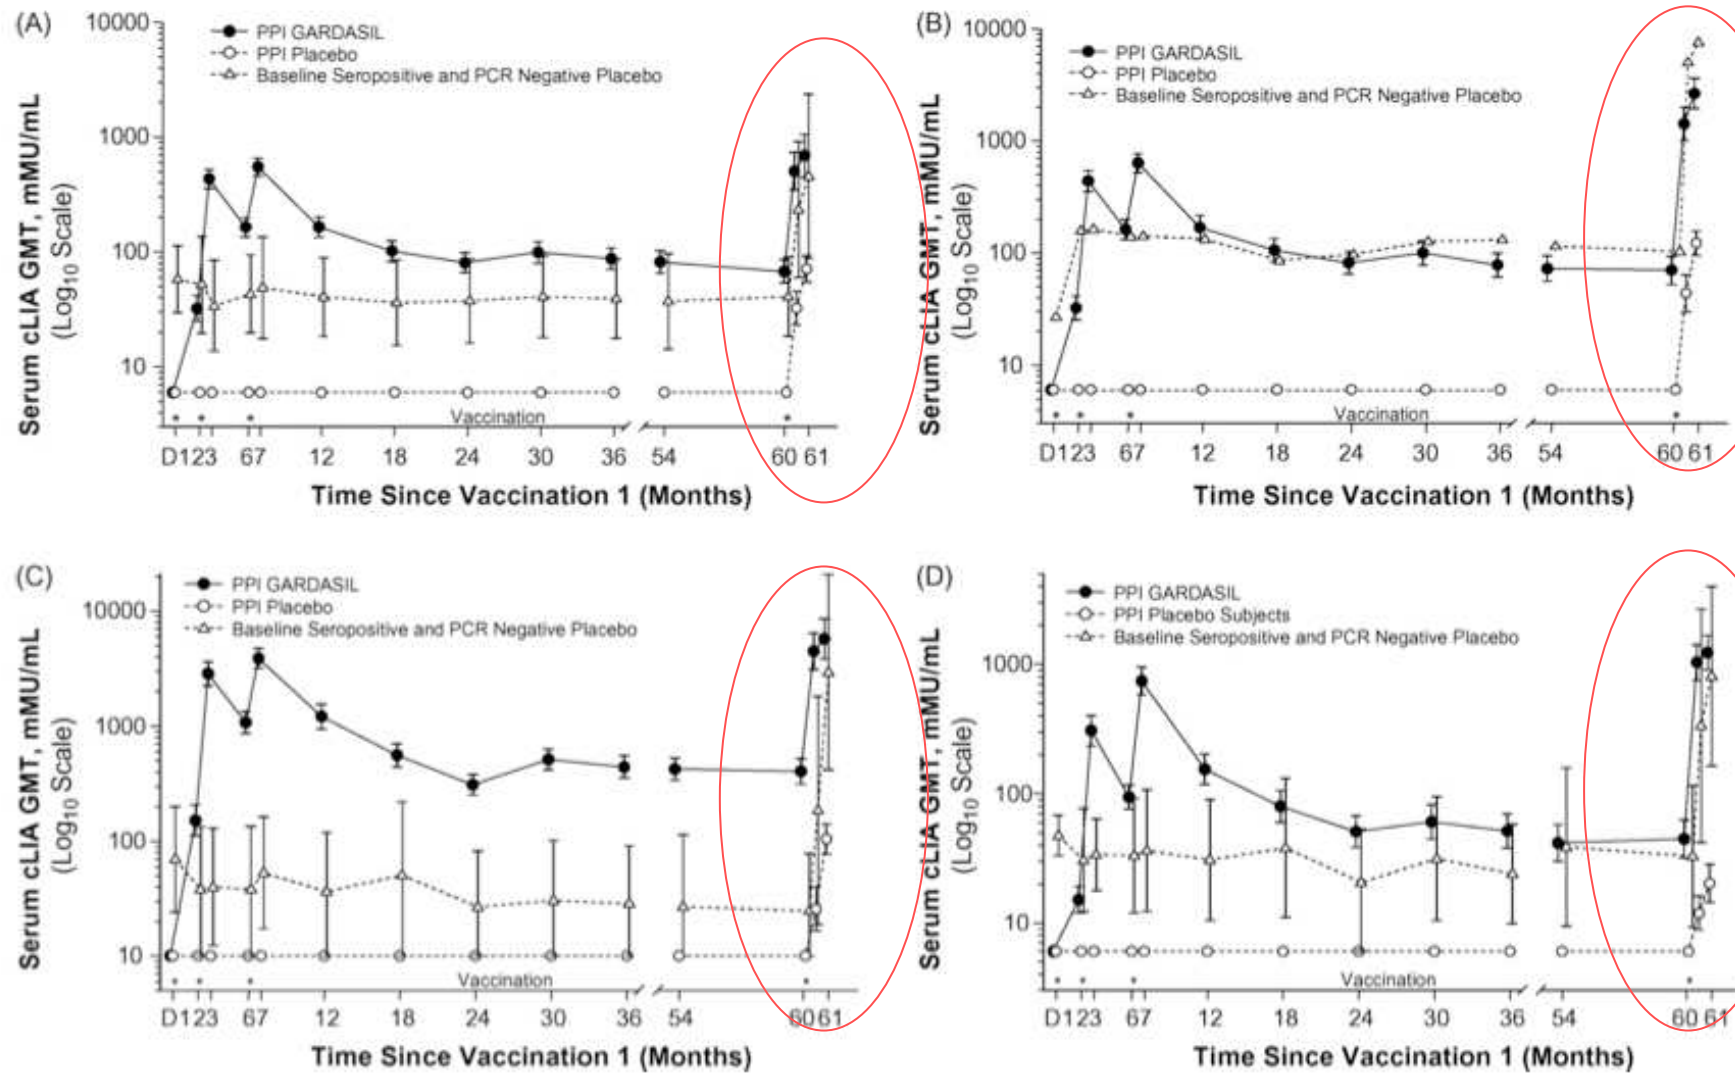 (A)
10000
1000
100
10
Serum cLIA GMT, mMU/mL
(Log10 Scale)
PPI GARDASIL
PPI Placebo
Baseline Seropositive and PCR Negative Placebo
* * * Vaccination *
D1 2 3 6 7 12 18 24 30 36 54 60 61
Time Since Vaccination 1 (Months)
(B)
10000
1000
100
10
Serum cLIA GMT, mMU/mL
(Log10 Scale)
PPI GARDASIL
PPI Placebo
Baseline Seropositive and PCR Negative Placebo
* * * Vaccination *
D1 2 3 6 7 12 18 24 30 36 54 60 61
Time Since Vaccination 1 (Months)
(C)
10000
1000
100
10
Serum cLIA GMT, mMU/mL
(Log10 Scale)
PPI GARDASIL
PPI Placebo
Baseline Seropositive and PCR Negative Placebo
* * * Vaccination *
D1 2 3 6 7 12 18 24 30 36 54 60 61
Time Since Vaccination 1 (Months)
(D)
1000
100
10
Serum cLIA GMT, mMU/mL
(Log10 Scale)
PPI GARDASIL
PPI Placebo Subjects
Baseline Seropositive and PCR Negative Placebo
* * * Vaccination *
D1 2 3 6 7 12 18 24 30 36 54 60 61
Time Since Vaccination 1 (Months)